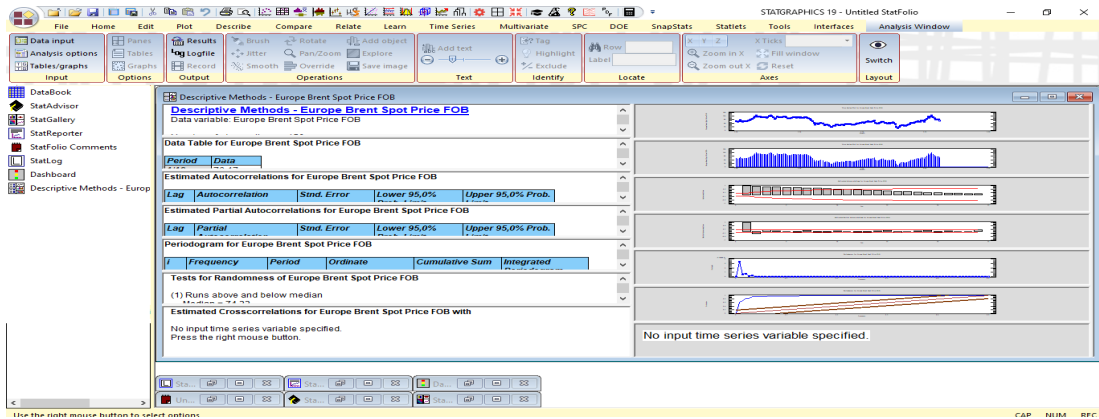 STATGRAPHICS 19 - Untitled StatFolio
File Home Edit Plot Describe Compare Relate Learn Time Series Multivariate SPC DOE SnapStats Statlets Tools Interfaces Analysis Window
Data input Panes Results Brush Rotate Add object Add text Tag Row X Y Z X Ticks
Analysis options Tables Logfile Jitter Pan/Zoom Explore Highlight Label Zoom in X Fill window
Tables/graphs Graphs Record Smooth Override Save image Exclude Zoom out X Reset Switch
Input Options Output Operations Text Identify Locate Axes Layout
DataBook
StatAdvisor
StatGallery
StatReporter
StatFolio Comments
StatLog
Dashboard
Descriptive Methods - Europ
Descriptive Methods - Europe Brent Spot Price FOB
Descriptive Methods - Europe Brent Spot Price FOB
Data variable: Europe Brent Spot Price FOB
Data Table for Europe Brent Spot Price FOB
Period Data
Estimated Autocorrelations for Europe Brent Spot Price FOB
Lag Autocorrelation Stnd. Error Lower 95,0% Upper 95,0% Prob.
Estimated Partial Autocorrelations for Europe Brent Spot Price FOB
Lag Partial Stnd. Error Lower 95,0% Upper 95,0% Prob.
Periodogram for Europe Brent Spot Price FOB
i Frequency Period Ordinate Cumulative Sum Integrated
Tests for Randomness of Europe Brent Spot Price FOB
(1) Runs above and below median
Estimated Crosscorrelations for Europe Brent Spot Price FOB with
No input time series variable specified.
Press the right mouse button.
No input time series variable specified.
Sta... Sta... Da...
Un... Sta... Sta...
Use the right mouse button to select options
CAP NUM REC